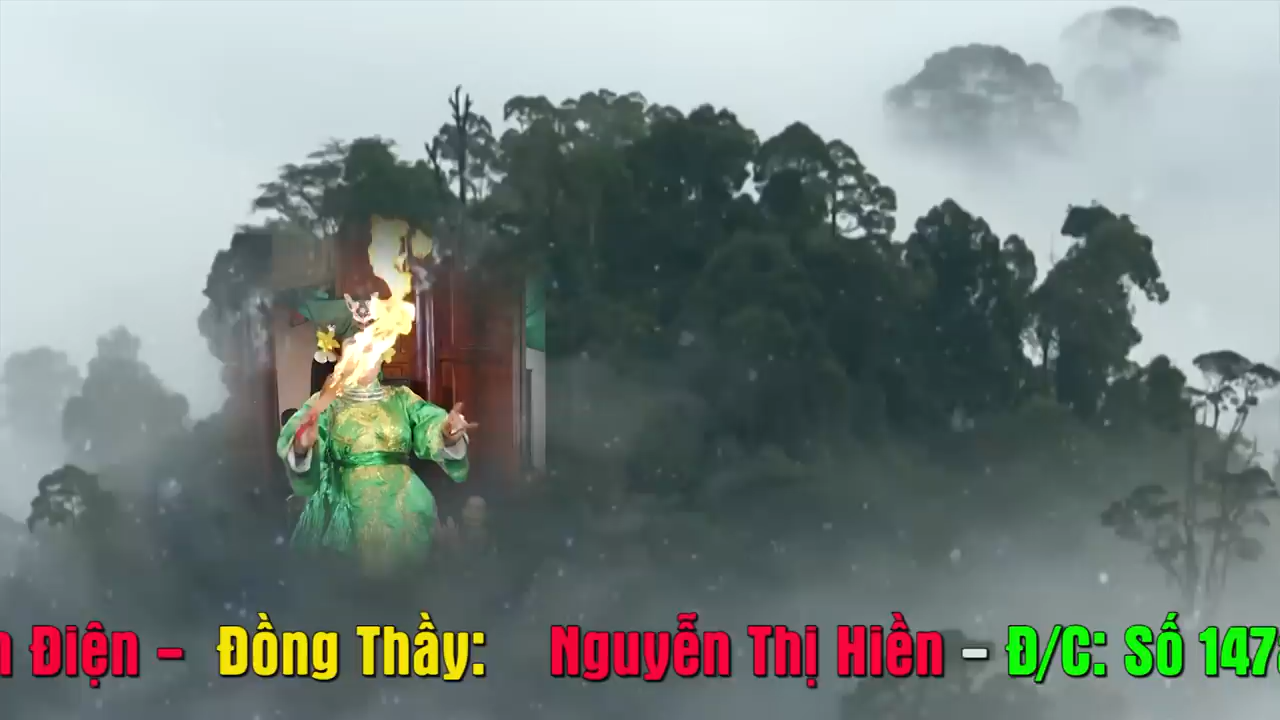 Điện – Đồng Thầy: Nguyễn Thị Hiền – Đ/C: Số 147